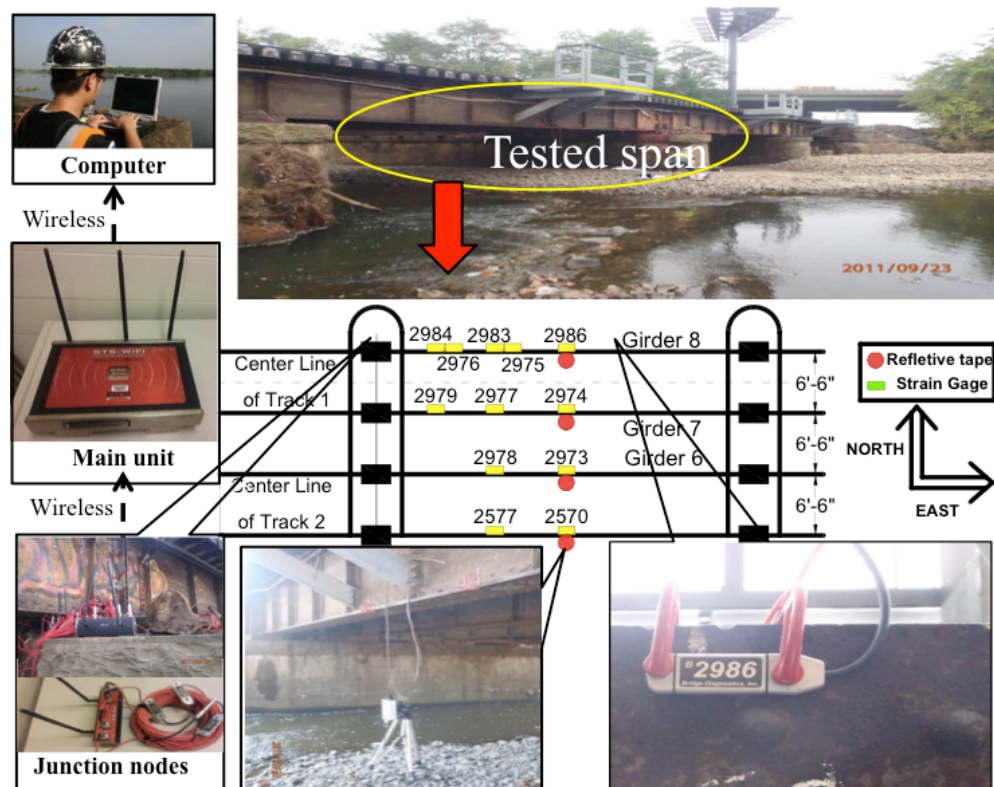 Computer
Wireless
Main unit
Wireless
Junction nodes
BTS-WiFi
Tested span
2011/09/23
2984
2983
2986
Girder 8
2976
2975
Center Line
of Track 1
2979
2977
2974
Girder 7
2978
2973
Girder 6
Center Line
of Track 2
2577
2570
6'-6"
6'-6"
6'-6"
Refletive tape
Strain Gage
NORTH
EAST
B 2986
Bridge Diagnostics, Inc.